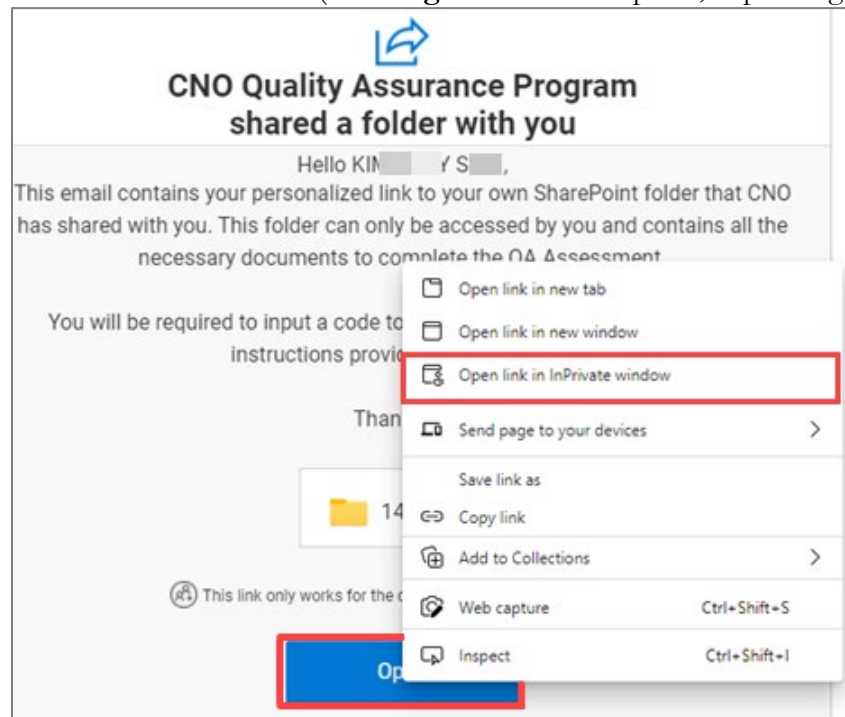 CNO Quality Assurance Program
shared a folder with you
Hello
This email contains your personalized link to your own SharePoint folder that CNO
has shared with you. This folder can only be accessed by you and contains all the
necessary documents to complete the QA Assessment
Open link in new tab
You will be required to input a code to
Open link in new window
Open link in InPrivate window
Send page to your devices
Save link as
14
Copy link
Add to Collections
This link only works for the
Web capture Ctrl+Shift+S
Inspect Ctrl+Shift+I